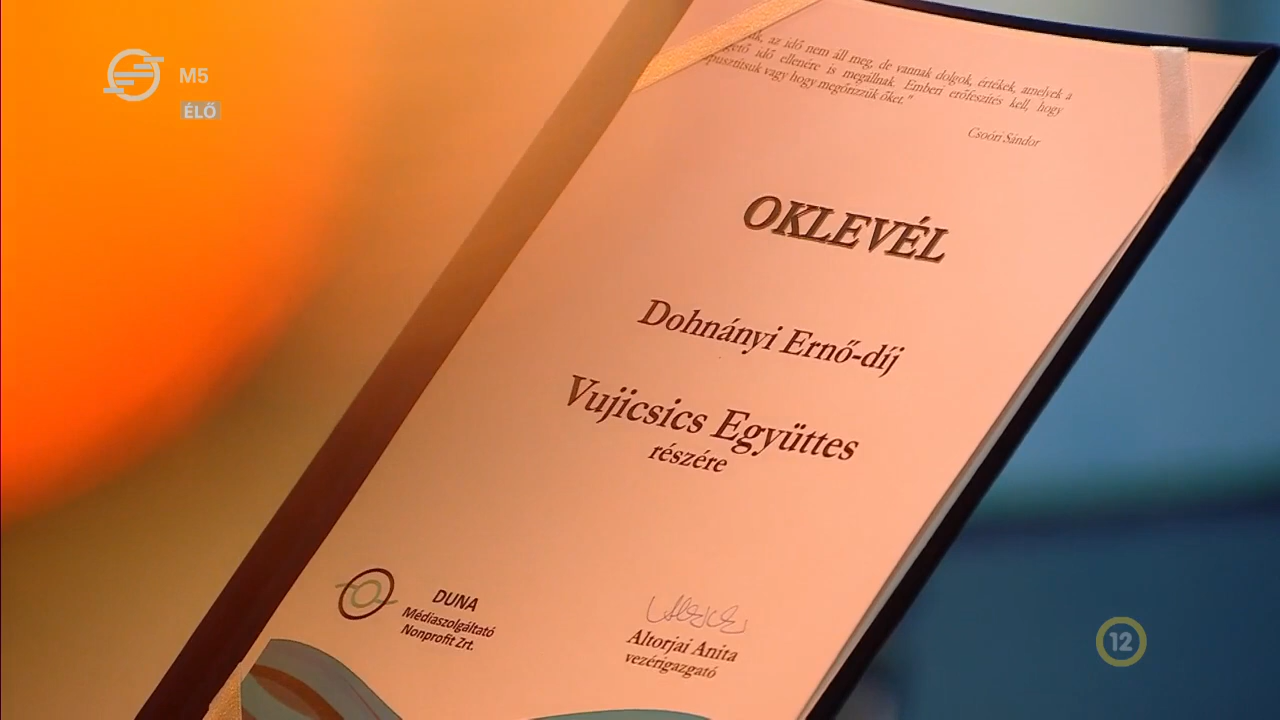 M5
ÉLŐ
az idő nem áll meg, de vannak dolgok, értékek, amelyek a
idő ellenére is megállnak. Emberi erőfeszítés kell, hogy
vagy hogy megőrizzük őket."
Csoóri Sándor
OKLEVÉL
Dohnányi Ernő-díj
Vujicsics Együttes
részére
DUNA
Médiaszolgáltató
Nonprofit Zrt.
Altorjai Anita
vezérigazgató
12